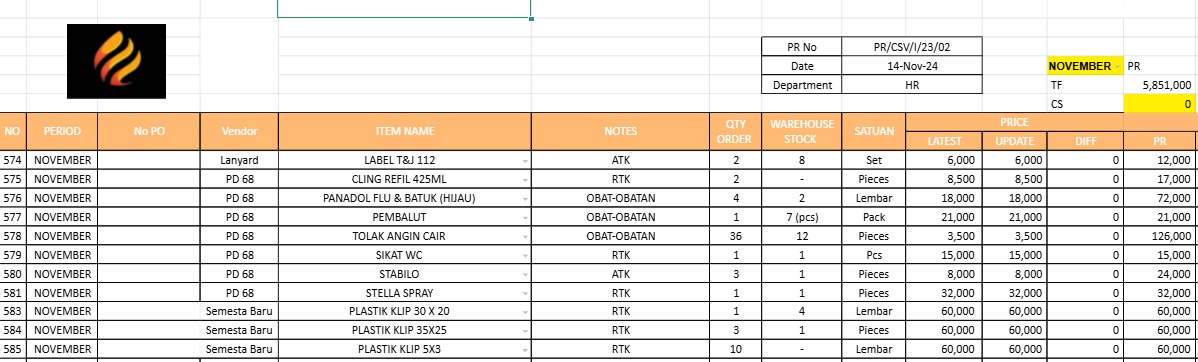 PR No PR/CSV/I/23/02
Date 14-Nov-24 NOVEMBER PR
Department HR TF 5,851,000
CS 0
NO PERIOD No PO Vendor ITEM NAME NOTES QTY ORDER WAREHOUSE STOCK SATUAN PRICE
LATEST UPDATE DIFF PR
574 NOVEMBER Lanyard LABEL T&J 112 ATK 2 8 Set 6,000 6,000 0 12,000
575 NOVEMBER PD 68 CLING REFIL 425ML RTK 2 - Pieces 8,500 8,500 0 17,000
576 NOVEMBER PD 68 PANADOL FLU & BATUK (HIJAU) OBAT-OBATAN 4 2 Lembar 18,000 18,000 0 72,000
577 NOVEMBER PD 68 PEMBALUT OBAT-OBATAN 1 7 (pcs) Pack 21,000 21,000 0 21,000
578 NOVEMBER PD 68 TOLAK ANGIN CAIR OBAT-OBATAN 36 12 Pieces 3,500 3,500 0 126,000
579 NOVEMBER PD 68 SIKAT WC RTK 1 1 Pcs 15,000 15,000 0 15,000
580 NOVEMBER PD 68 STABILO ATK 3 1 Pieces 8,000 8,000 0 24,000
581 NOVEMBER PD 68 STELLA SPRAY RTK 1 1 Pieces 32,000 32,000 0 32,000
583 NOVEMBER Semesta Baru PLASTIK KLIP 30 X 20 RTK 1 4 Lembar 60,000 60,000 0 60,000
584 NOVEMBER Semesta Baru PLASTIK KLIP 35X25 RTK 3 1 Pieces 60,000 60,000 0 60,000
585 NOVEMBER Semesta Baru PLASTIK KLIP 5X3 RTK 10 - Lembar 60,000 60,000 0 60,000